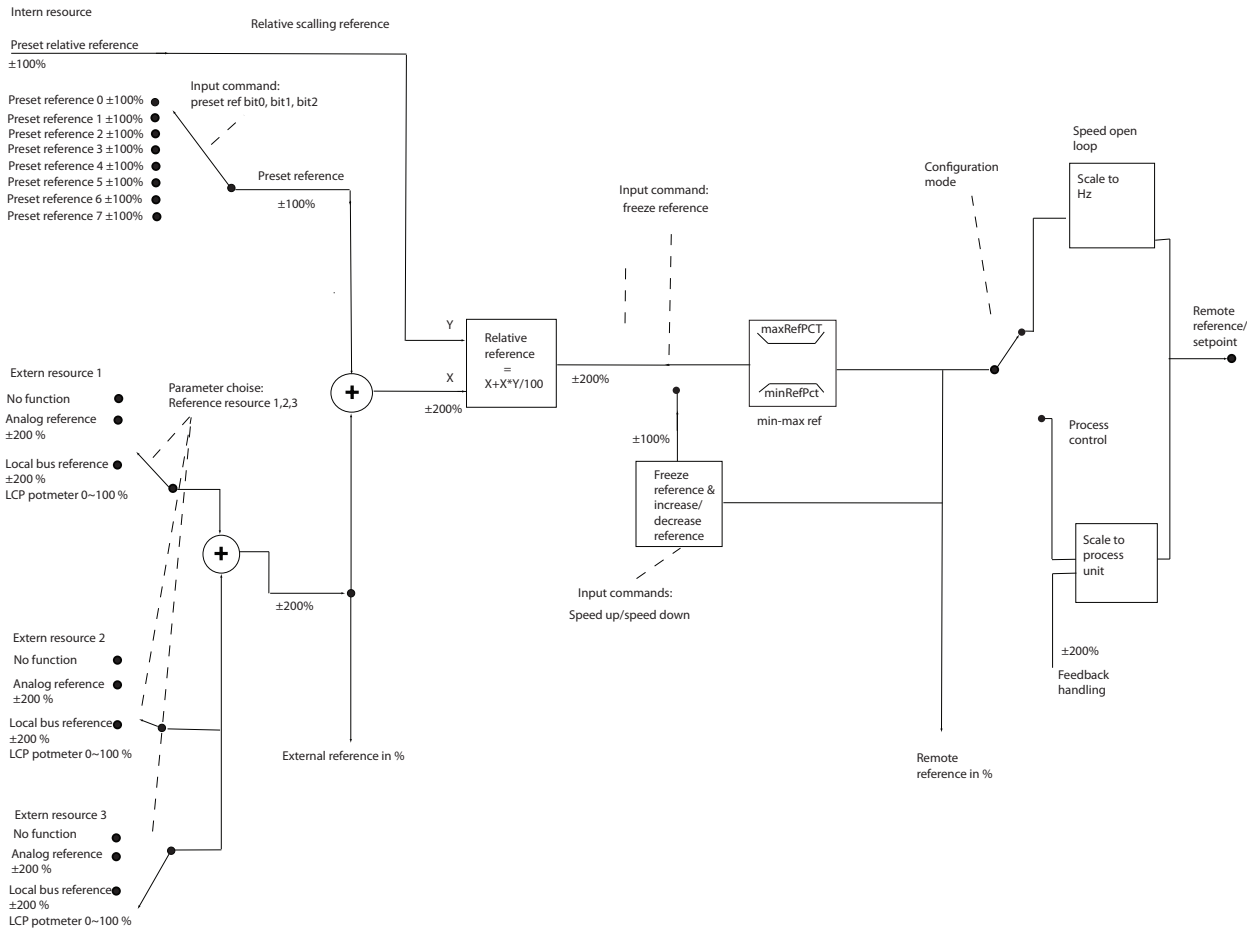 Intern resource
Relative scalling reference
Preset relative reference
±100%
Input command:
preset ref bit0, bit1, bit2
Preset reference 0 ±100%
Preset reference 1 ±100%
Preset reference 2 ±100%
Preset reference 3 ±100%
Preset reference 4 ±100%
Preset reference 5 ±100%
Preset reference 6 ±100%
Preset reference 7 ±100%
Preset reference
±100%
Input command:
freeze reference
Configuration
mode
Speed open
loop
Scale to
Hz
Y
X
±200%
Relative
reference
=
X+X*Y/100
±200%
maxRefPCT
minRefPct
min-max ref
Remote
reference/
setpoint
Extern resource 1
No function
Analog reference
±200 %
Local bus reference
±200 %
LCP potmeter 0~100 %
Parameter choise:
Reference resource 1,2,3
+
+
±200%
±100%
Freeze
reference &
increase/
decrease
reference
Input commands:
Speed up/speed down
Process
control
Scale to
process
unit
±200%
Feedback
handling
Extern resource 2
No function
Analog reference
±200 %
Local bus reference
±200 %
LCP potmeter 0~100 %
External reference in %
Remote
reference in %
Extern resource 3
No function
Analog reference
±200 %
Local bus reference
±200 %
LCP potmeter 0~100 %